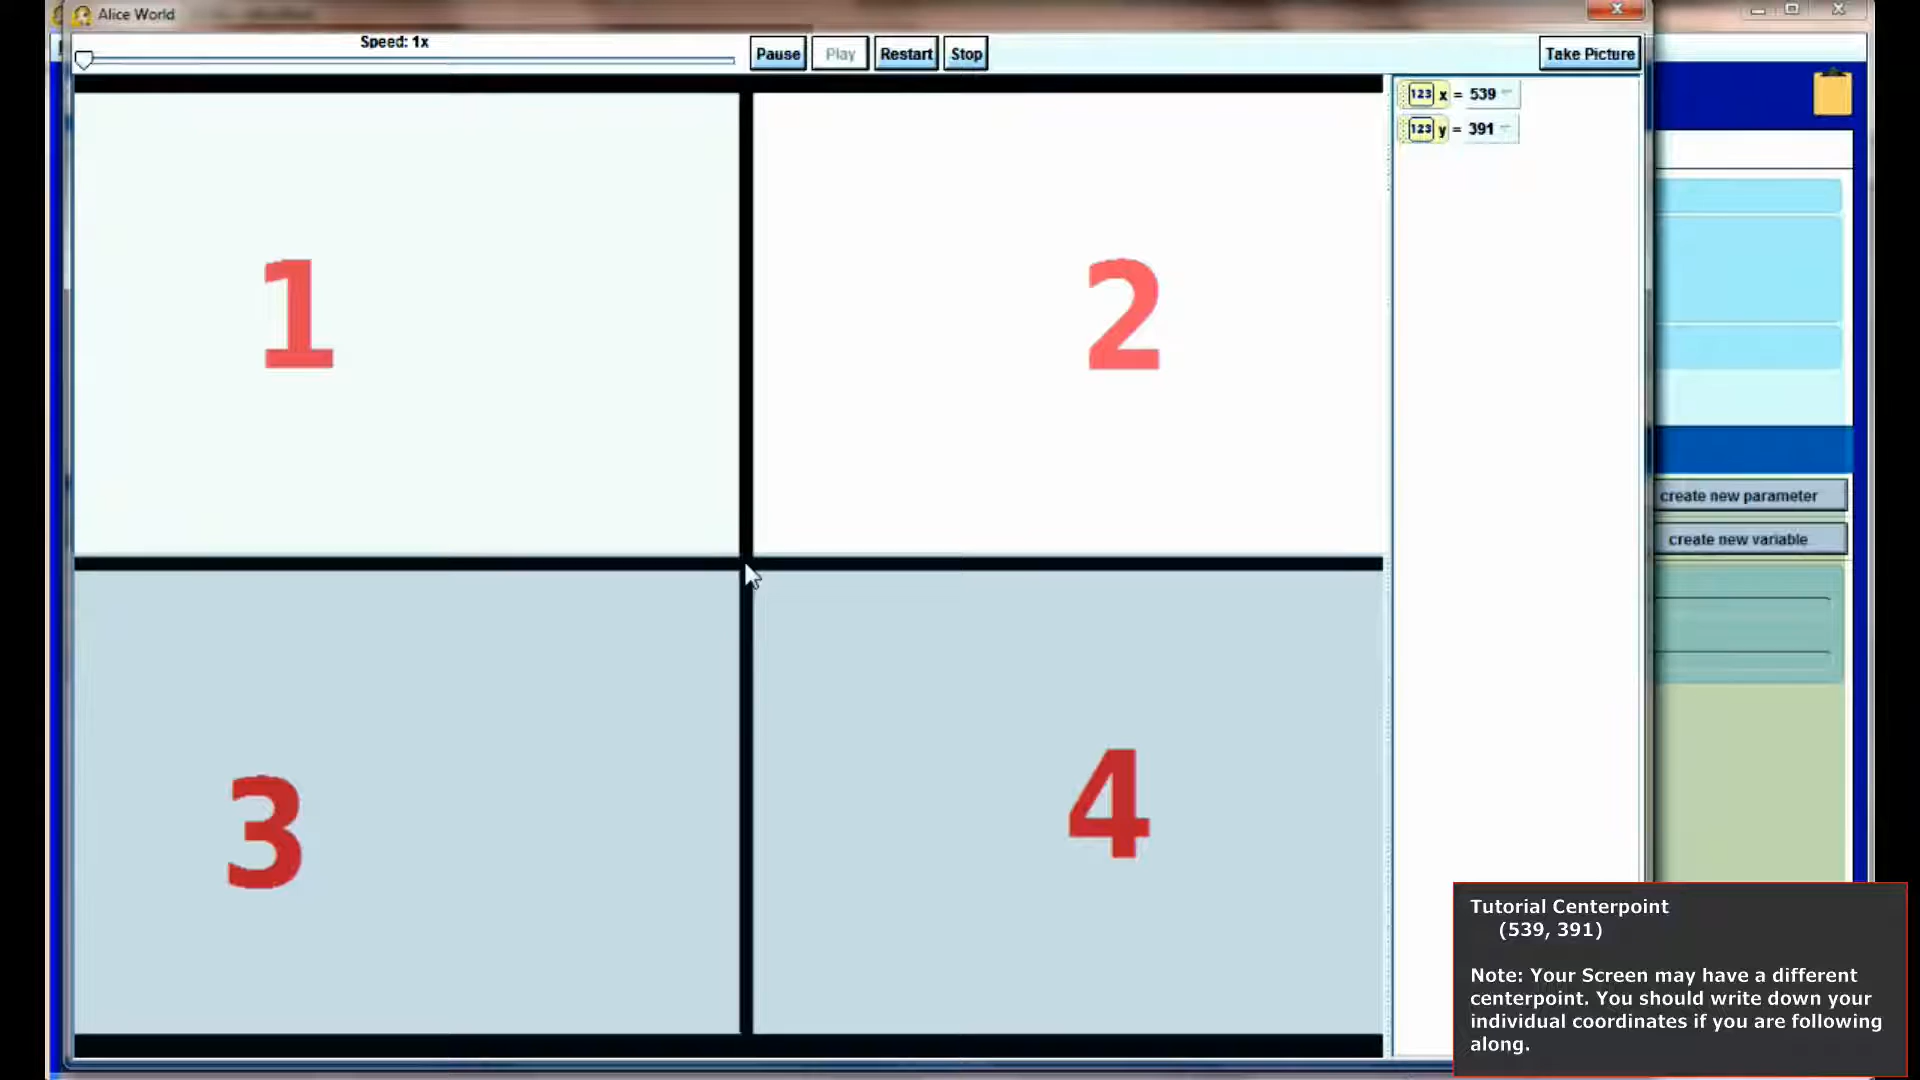 Alice World
Speed: 1x
Pause
Play
Restart
Stop
Take Picture
123 x = 539
123 y = 391
1
2
3
4
create new parameter
create new variable
Tutorial Centerpoint
(539, 391)
Note: Your Screen may have a different
centerpoint. You should write down your
individual coordinates if you are following
along.